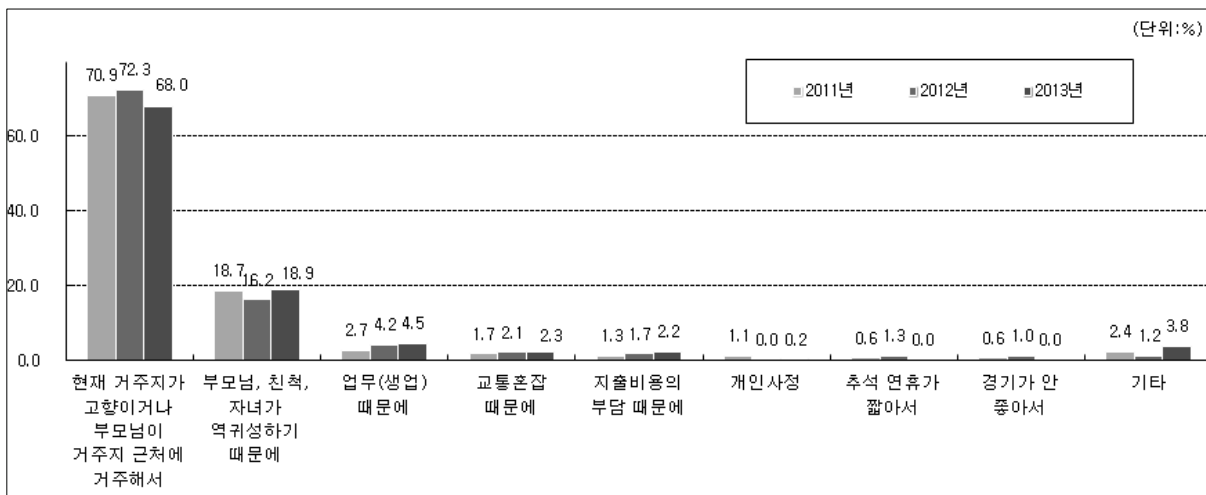 (단위:%)
2011년 2012년 2013년
70.9 72.3 68.0
60.0
40.0
18.7 16.2 18.9
20.0
2.7 4.2 4.5
1.7 2.1 2.3
1.3 1.7 2.2
1.1 0.0 0.2
0.6 1.3 0.0
0.6 1.0 0.0
2.4 1.2 3.8
0.0
현재 거주지가
고향이거나
부모님이
거주지 근처에
거주해서
부모님, 친척,
자녀가
역귀성하기
때문에
업무(생업)
때문에
교통혼잡
때문에
지출비용의
부담 때문에
개인사정
추석 연휴가
짧아서
경기가 안
좋아서
기타